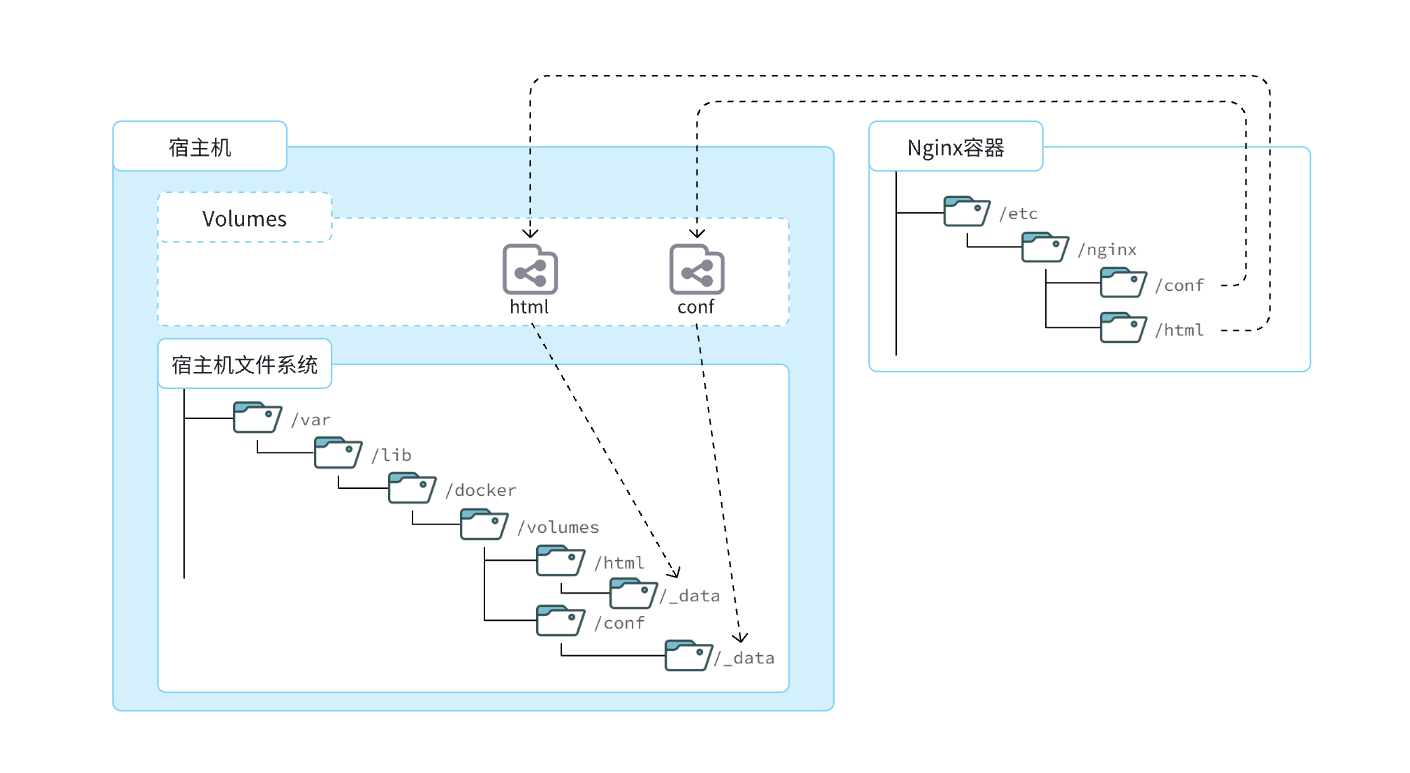 宿主机
Volumes
html
conf
宿主机文件系统
/var
/lib
/docker
/volumes
/html
/_data
/conf
/_data
Nginx容器
/etc
/nginx
/conf
/html